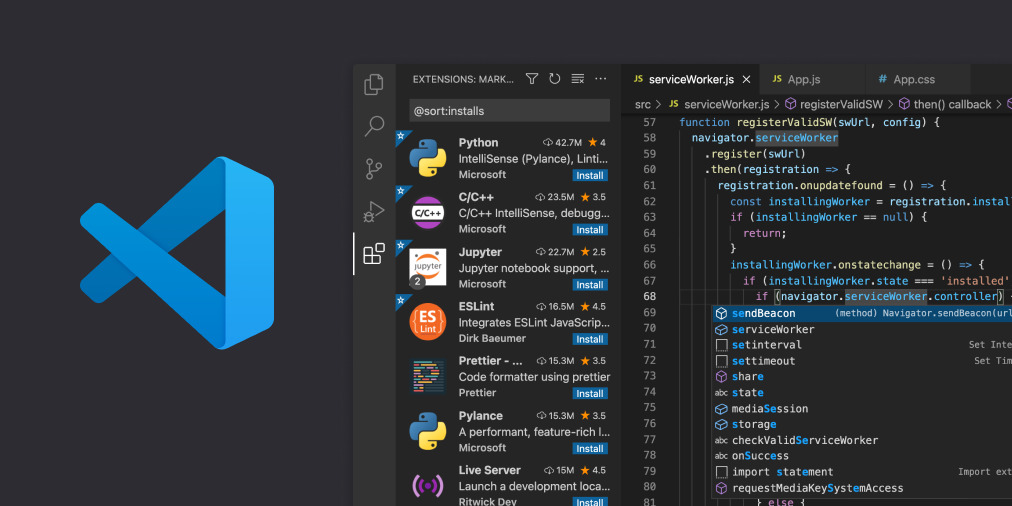 EXTENSIONS: MARK...
@sort:installs
Python 42.7M 4
IntelliSense (Pylance), Linti...
Microsoft Install
C/C++
C/C++ 23.5M 3.5
C/C++ IntelliSense, debugg...
Microsoft Install
jupyter
2
Jupyter 22.7M 2.5
Jupyter notebook support, ...
Microsoft Install
ES
Lint
ESLint 16.5M 4.5
Integrates ESLint JavaScrip...
Dirk Baeumer Install
Prettier - ... 15.3M 3.5
Code formatter using prettier
Prettier Install
Pylance 15.3M 3.5
A performant, feature-rich l...
Microsoft Install
Live Server 15M 4.5
Launch a development loca...
Ritwick Dev Install
JS serviceWorker.js JS App.js # App.css
src > JS serviceWorker.js > registerValidSW > then() callback >
57 function registerValidSW(swUrl, config) {
58 navigator.serviceWorker
59 .register(swUrl)
60 .then(registration => {
61 registration.onupdatefound = () => {
62 const installingWorker = registration.instal
63 if (installingWorker == null) {
64 return;
65 }
66 installingWorker.onstatechange = () => {
67 if (installingWorker.state === 'installed'
68 if (navigator.serviceWorker.controller) {
69 sendBeacon (method) Navigator.sendBeacon(url
70 serviceWorker
71 setinterval Set Inte
72 settimeout Set Tim
73 share
74 state
75 mediaSession
76 storage
77 abc checkValidServiceWorker
78 abc onSuccess
79 import statement Import ext
80 requestMediaKeySystemAccess
81 } else {